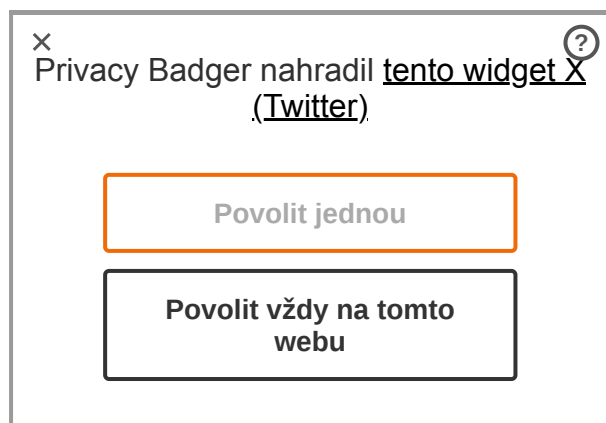 ×
?
Privacy Badger nahradil tento widget X
(Twitter)
Povolit jednou
Povolit vždy na tomto
webu